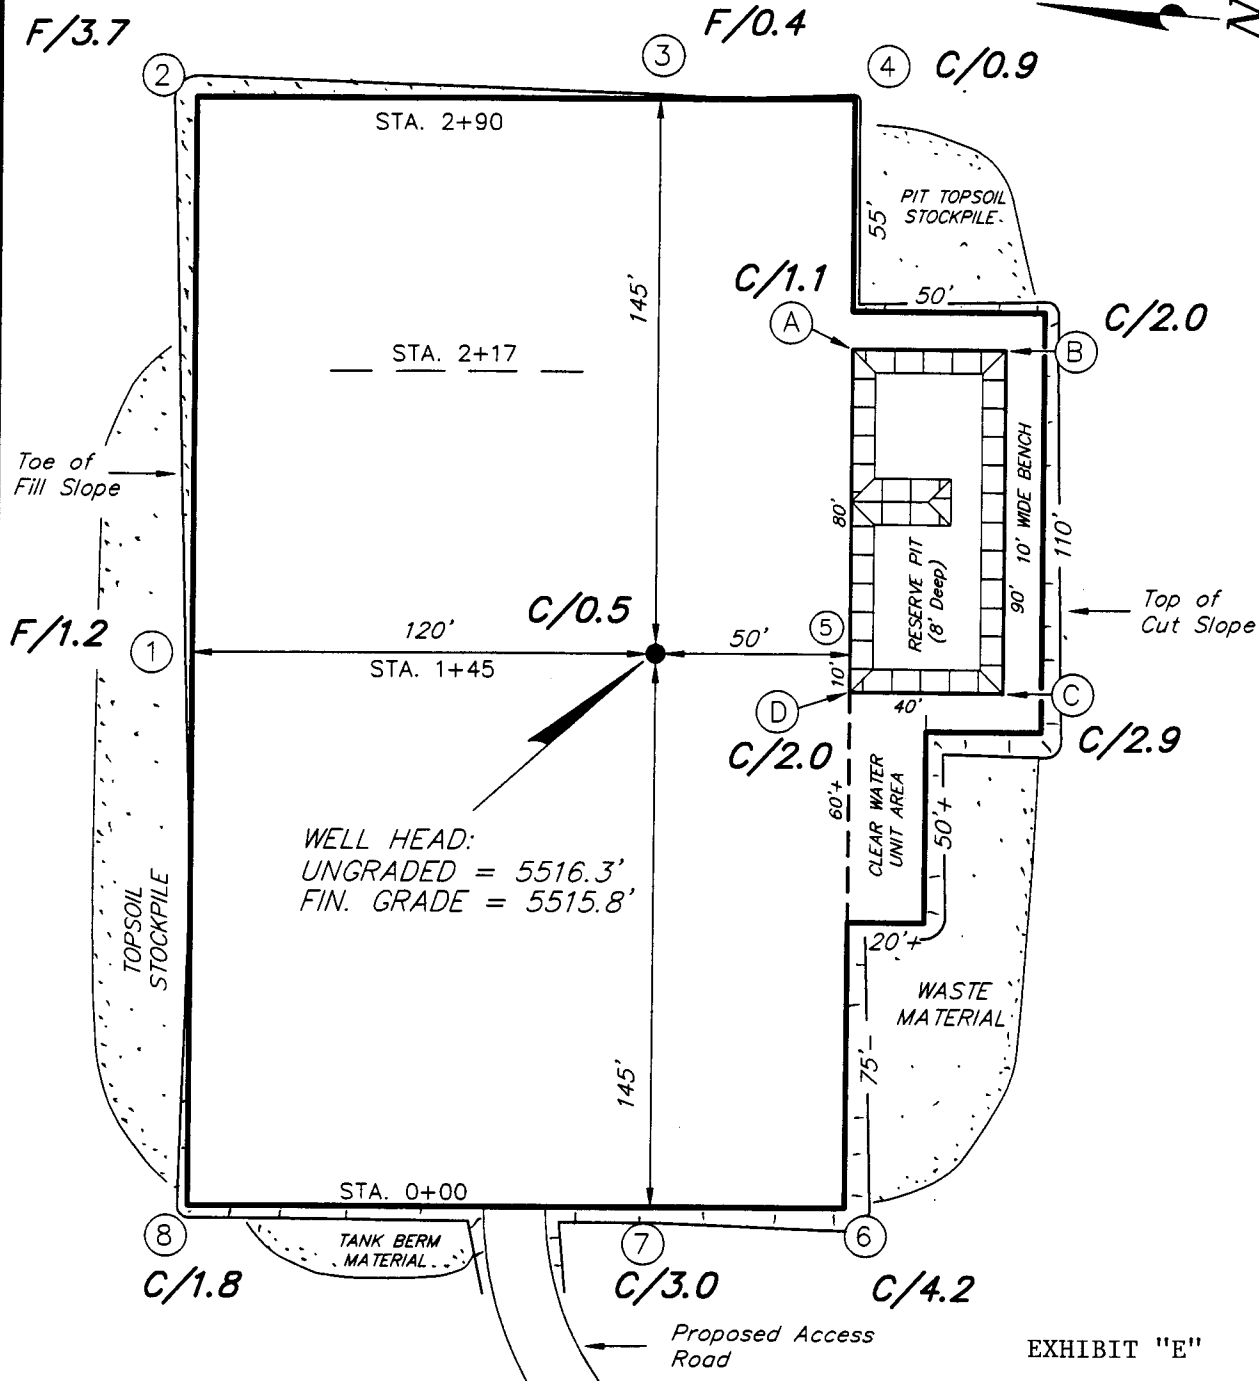 F/3.7
F/0.4
N
2
3
4
C/0.9
STA. 2+90
PIT TOPSOIL
STOCKPILE
55'
145'
C/1.1
50'
C/2.0
A
B
STA. 2+17
Toe of
Fill Slope
80'
RESERVE PIT
(8' Deep)
10' WIDE BENCH
90'
110'
Top of
Cut Slope
F/1.2
1
120'
STA. 1+45
C/0.5
50'
5
10'
D
40'
C
C/2.0
C/2.9
60'+
CLEAR WATER
UNIT AREA
50'+
20'+
WELL HEAD:
UNGRADED = 5516.3'
FIN. GRADE = 5515.8'
TOPSOIL
STOCKPILE
WASTE
MATERIAL
75'
145'
STA. 0+00
8
TANK BERM
MATERIAL
7
6
C/1.8
C/3.0
C/4.2
Proposed Access
Road
EXHIBIT "E"